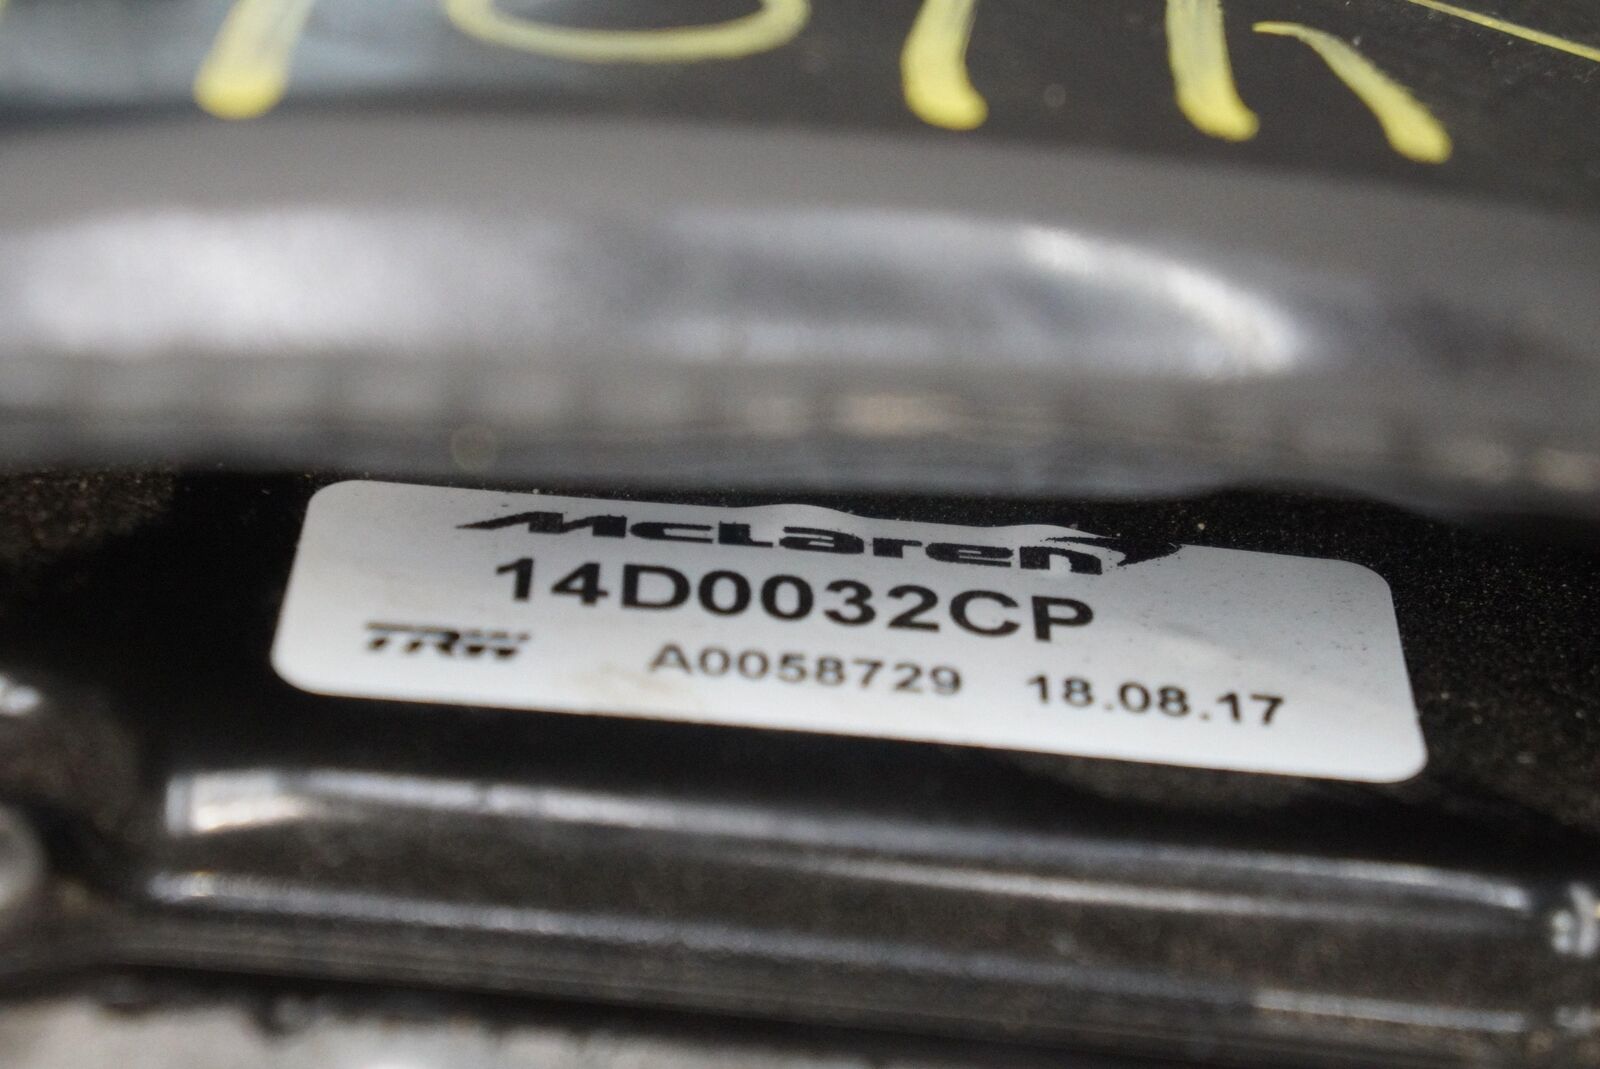 McLaren
14D0032CP
TRW A0058729 18.08.17